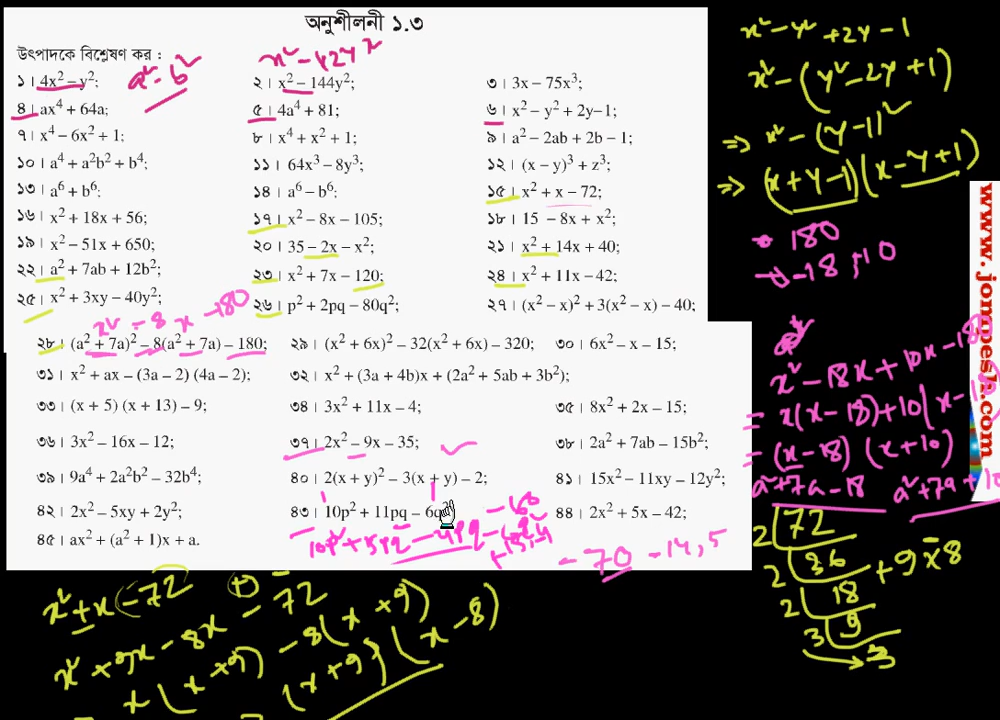 অনুশীলনী ১.৩
উৎপাদকে বিশ্লেষণ কর :
a² - b²
১। 4x² – y²; ২। x² – 144y²; ৩। 3x – 75x³;
৪। ax⁴ + 64a; ৫। 4a⁴ + 81; ৬। x² – y² + 2y–1;
৭। x⁴ – 6x² + 1; ৮। x⁴ + x² + 1; ৯। a² – 2ab + 2b – 1;
১০। a⁴ + a²b² + b⁴; ১১। 64x³ – 8y³; ১২। (x – y)³ + z³;
১৩। a⁶ + b⁶; ১৪। a⁶ – b⁶; ১৫। x² + x – 72;
১৬। x² + 18x + 56; ১৭। x² – 8x – 105; ১৮। 15 – 8x + x²;
১৯। x² – 51x + 650; ২০। 35 – 2x – x²; ২১। x² + 14x + 40;
২২। a² + 7ab + 12b²; ২৩। x² + 7x – 120; ২৪। x² + 11x – 42;
২৫। x² + 3xy – 40y²; ২৬। p² + 2pq – 80q²; ২৭। (x² – x)² + 3(x² – x) – 40;
x² - 8x - 180
২৮। (a² + 7a)² – 8(a² + 7a) – 180; ২৯। (x² + 6x)² – 32(x² + 6x) – 320; ৩০। 6x² – x – 15;
৩১। x² + ax – (3a – 2) (4a – 2); ৩২। x² + (3a + 4b)x + (2a² + 5ab + 3b²);
৩৩। (x + 5) (x + 13) – 9; ৩৪। 3x² + 11x – 4; ৩৫। 8x² + 2x – 15;
৩৬। 3x² – 16x – 12; ৩৭। 2x² – 9x – 35; ৩৮। 2a² + 7ab – 15b²;
৩৯। 9a⁴ + 2a²b² – 32b⁴; ৪০। 2(x + y)² – 3(x + y) – 2; ৪১। 15x² – 11xy – 12y²;
৪২। 2x² – 5xy + 2y²; ৪৩। 10p² + 11pq – 6q²; ৪৪। 2x² + 5x – 42;
৪৫। ax² + (a² + 1)x + a.
- 60
- 70 - 14, 5
x² - y² + 2y - 1
x² - (y² - 2y + 1)
=> x² - (y-1)²
=> (x+y-1)(x-y+1)
180
-18, +10
x² - 18x + 10x - 180
= x(x-18)+10(x-18)
= (x-18) (x+10)
a²+7a-18 a²+7a+10
www.jomnesh.com
2 72
2 36 + 9 x 8
2 18
3 9
3
x² + x - 72
x² + 9x - 8x - 72
x (x+9) - 8(x+9)
= (x+9)(x-8)